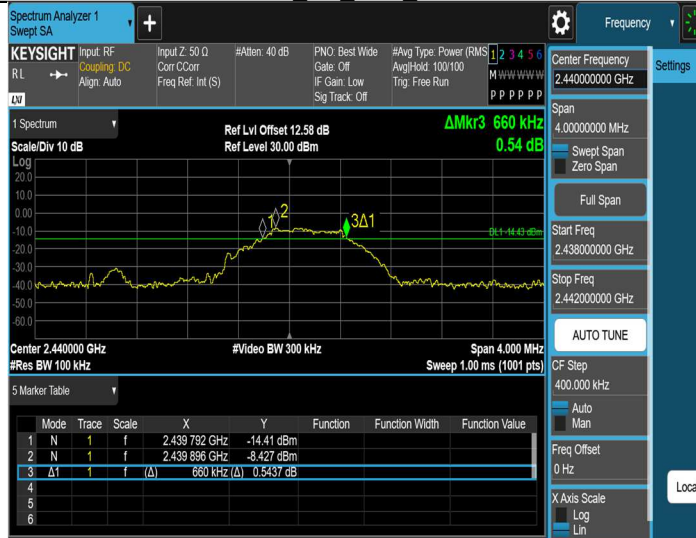 Spectrum Analyzer 1
Swept SA
+
Frequency
KEYSIGHT Input: RF Input Z: 50 Ω #Atten: 40 dB PNO: Best Wide #Avg Type: Power (RMS 1 2 3 4 5 6
RL Coupling: DC Corr CCorr Gate: Off Avg|Hold: 100/100 M W W W W W
Align: Auto Freq Ref: Int (S) IF Gain: Low Trig: Free Run
LXI Sig Track: Off P P P P P P
1 Spectrum
Ref Lvl Offset 12.58 dB ΔMkr3 660 kHz
Scale/Div 10 dB Ref Level 30.00 dBm 0.54 dB
Log
20.0
10.0
0.00
-10.0
-20.0
-30.0
-40.0
-50.0
-60.0
1 2 3Δ1
DL1 -14.43 dBm
Center 2.440000 GHz #Video BW 300 kHz Span 4.000 MHz
#Res BW 100 kHz Sweep 1.00 ms (1001 pts)
5 Marker Table
Mode Trace Scale X Y Function Function Width Function Value
1 N 1 f 2.439 792 GHz -14.41 dBm
2 N 1 f 2.439 896 GHz -8.427 dBm
3 Δ1 1 f (Δ) 660 kHz (Δ) 0.5437 dB
4
5
6
Center Frequency
2.440000000 GHz
Settings
Span
4.00000000 MHz
Swept Span
Zero Span
Full Span
Start Freq
2.438000000 GHz
Stop Freq
2.442000000 GHz
AUTO TUNE
CF Step
400.000 kHz
Auto
Man
Freq Offset
0 Hz
Loca
X Axis Scale
Log
Lin